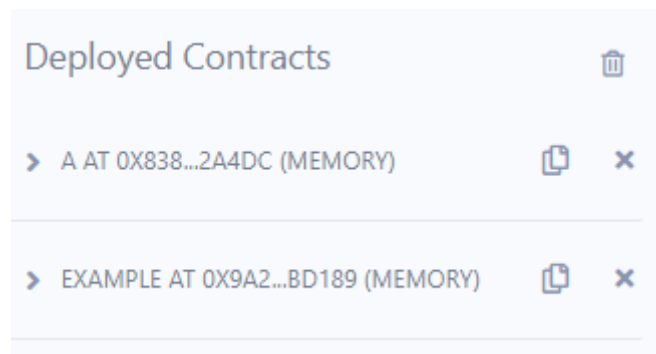 Deployed Contracts
A AT 0X838...2A4DC (MEMORY)
EXAMPLE AT 0X9A2...BD189 (MEMORY)